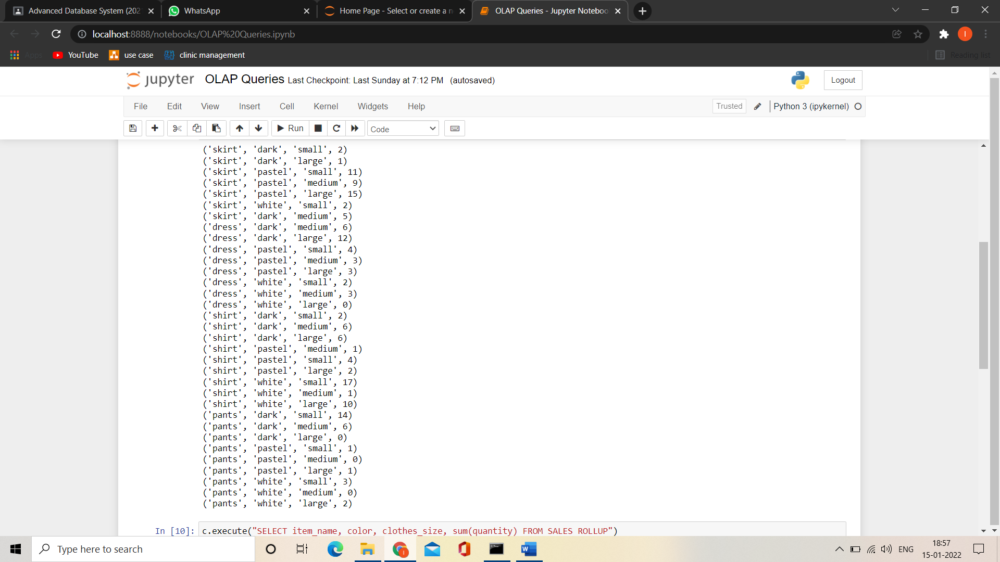 Advanced Database System (202
WhatsApp
Home Page - Select or create a n
OLAP Queries - Jupyter Noteboo
localhost:8888/notebooks/OLAP%20Queries.ipynb
I
Apps
YouTube
use case
clinic management
Reading list
jupyter
OLAP Queries Last Checkpoint: Last Sunday at 7:12 PM (autosaved)
Logout
File Edit View Insert Cell Kernel Widgets Help
Trusted
Python 3 (ipykernel)
Run
Code
('skirt', 'dark', 'small', 2)
('skirt', 'dark', 'large', 1)
('skirt', 'pastel', 'small', 11)
('skirt', 'pastel', 'medium', 9)
('skirt', 'pastel', 'large', 15)
('skirt', 'white', 'small', 2)
('skirt', 'dark', 'medium', 5)
('dress', 'dark', 'medium', 6)
('dress', 'dark', 'large', 12)
('dress', 'pastel', 'small', 4)
('dress', 'pastel', 'medium', 3)
('dress', 'pastel', 'large', 3)
('dress', 'white', 'small', 2)
('dress', 'white', 'medium', 3)
('dress', 'white', 'large', 0)
('shirt', 'dark', 'small', 2)
('shirt', 'dark', 'medium', 6)
('shirt', 'dark', 'large', 6)
('shirt', 'pastel', 'medium', 1)
('shirt', 'pastel', 'small', 4)
('shirt', 'pastel', 'large', 2)
('shirt', 'white', 'small', 17)
('shirt', 'white', 'medium', 1)
('shirt', 'white', 'large', 10)
('pants', 'dark', 'small', 14)
('pants', 'dark', 'medium', 6)
('pants', 'dark', 'large', 0)
('pants', 'pastel', 'small', 1)
('pants', 'pastel', 'medium', 0)
('pants', 'pastel', 'large', 1)
('pants', 'white', 'small', 3)
('pants', 'white', 'medium', 0)
('pants', 'white', 'large', 2)
In [10]: c.execute("SELECT item_name, color, clothes_size, sum(quantity) FROM SALES ROLLUP")
Type here to search
ENG
18:57
15-01-2022